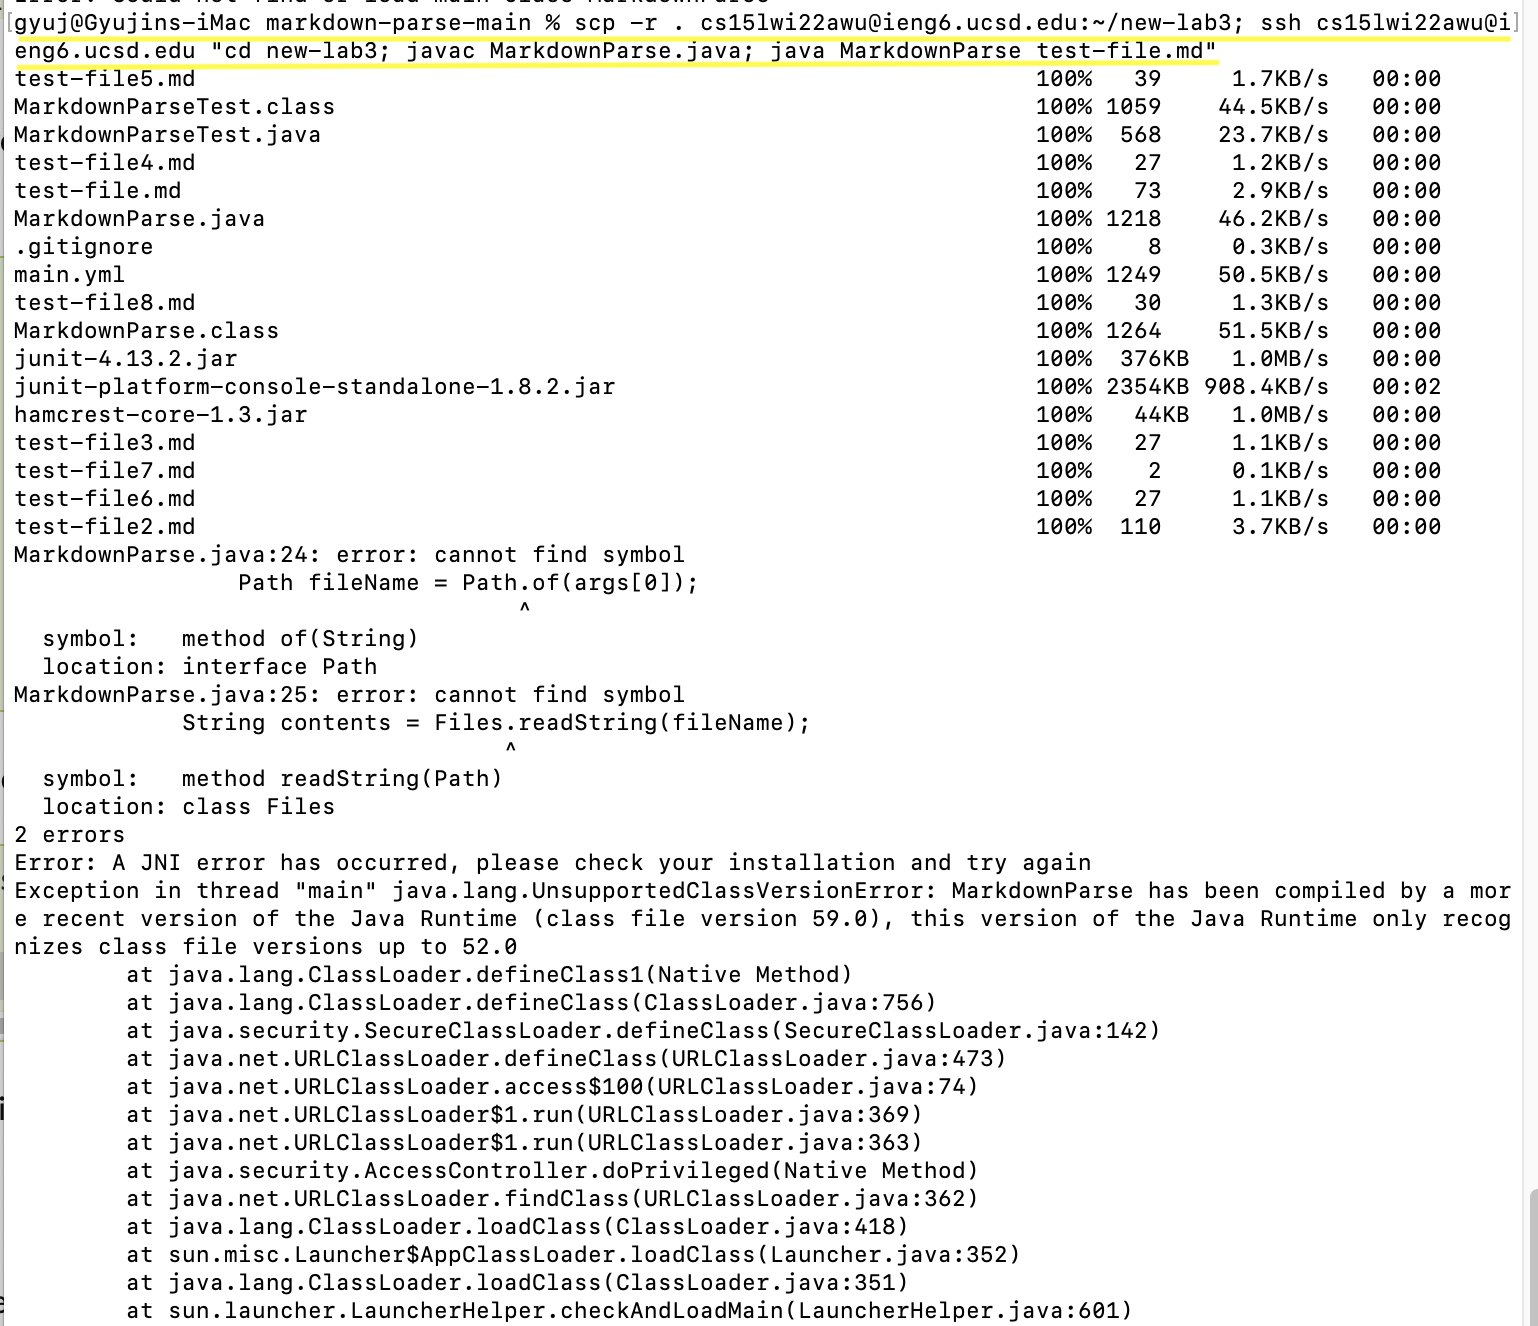 Error: Could not find or load main class MarkdownParse
[gyuj@Gyujins-iMac markdown-parse-main % scp -r . cs15lwi22awu@ieng6.ucsd.edu:~/new-lab3; ssh cs15lwi22awu@i]
eng6.ucsd.edu "cd new-lab3; javac MarkdownParse.java; java MarkdownParse test-file.md"
test-file5.md 100% 39 1.7KB/s 00:00
MarkdownParseTest.class 100% 1059 44.5KB/s 00:00
MarkdownParseTest.java 100% 568 23.7KB/s 00:00
test-file4.md 100% 27 1.2KB/s 00:00
test-file.md 100% 73 2.9KB/s 00:00
MarkdownParse.java 100% 1218 46.2KB/s 00:00
.gitignore 100% 8 0.3KB/s 00:00
main.yml 100% 1249 50.5KB/s 00:00
test-file8.md 100% 30 1.3KB/s 00:00
MarkdownParse.class 100% 1264 51.5KB/s 00:00
junit-4.13.2.jar 100% 376KB 1.0MB/s 00:00
junit-platform-console-standalone-1.8.2.jar 100% 2354KB 908.4KB/s 00:02
hamcrest-core-1.3.jar 100% 44KB 1.0MB/s 00:00
test-file3.md 100% 27 1.1KB/s 00:00
test-file7.md 100% 2 0.1KB/s 00:00
test-file6.md 100% 27 1.1KB/s 00:00
test-file2.md 100% 110 3.7KB/s 00:00
MarkdownParse.java:24: error: cannot find symbol
                Path fileName = Path.of(args[0]);
                                    ^
  symbol:   method of(String)
  location: interface Path
MarkdownParse.java:25: error: cannot find symbol
            String contents = Files.readString(fileName);
                                   ^
  symbol:   method readString(Path)
  location: class Files
2 errors
Error: A JNI error has occurred, please check your installation and try again
Exception in thread "main" java.lang.UnsupportedClassVersionError: MarkdownParse has been compiled by a mor
e recent version of the Java Runtime (class file version 59.0), this version of the Java Runtime only recog
nizes class file versions up to 52.0
        at java.lang.ClassLoader.defineClass1(Native Method)
        at java.lang.ClassLoader.defineClass(ClassLoader.java:756)
        at java.security.SecureClassLoader.defineClass(SecureClassLoader.java:142)
        at java.net.URLClassLoader.defineClass(URLClassLoader.java:473)
        at java.net.URLClassLoader.access$100(URLClassLoader.java:74)
        at java.net.URLClassLoader$1.run(URLClassLoader.java:369)
        at java.net.URLClassLoader$1.run(URLClassLoader.java:363)
        at java.security.AccessController.doPrivileged(Native Method)
        at java.net.URLClassLoader.findClass(URLClassLoader.java:362)
        at java.lang.ClassLoader.loadClass(ClassLoader.java:418)
        at sun.misc.Launcher$AppClassLoader.loadClass(Launcher.java:352)
        at java.lang.ClassLoader.loadClass(ClassLoader.java:351)
        at sun.launcher.LauncherHelper.checkAndLoadMain(LauncherHelper.java:601)